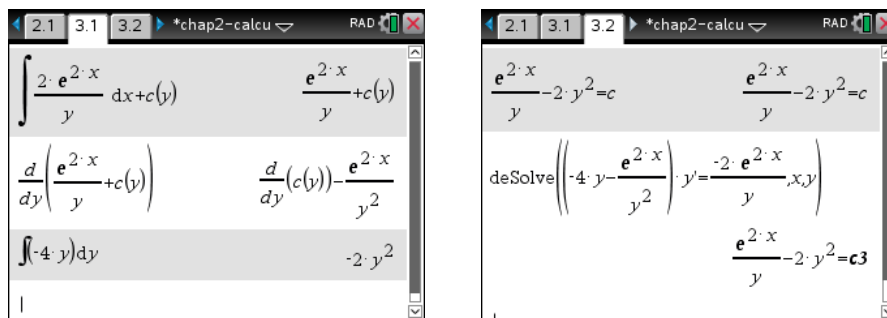 2.1 3.1 3.2 *chap2-calcu RAD
∫ 2·e^(2·x)/y dx+c(y)    e^(2·x)/y+c(y)
d/dy(e^(2·x)/y+c(y))    d/dy(c(y))-e^(2·x)/y^2
∫(-4·y)dy    -2·y^2
2.1 3.1 3.2 *chap2-calcu RAD
e^(2·x)/y-2·y^2=c    e^(2·x)/y-2·y^2=c
deSolve((-4·y-e^(2·x)/y^2)·y'=-2·e^(2·x)/y,x,y)
e^(2·x)/y-2·y^2=c3